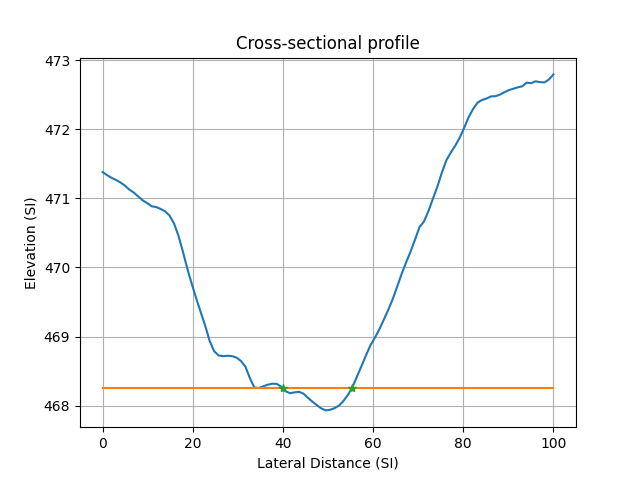 Cross-sectional profile
473
472
471
470
469
468
Elevation (SI)
0 20 40 60 80 100
Lateral Distance (SI)